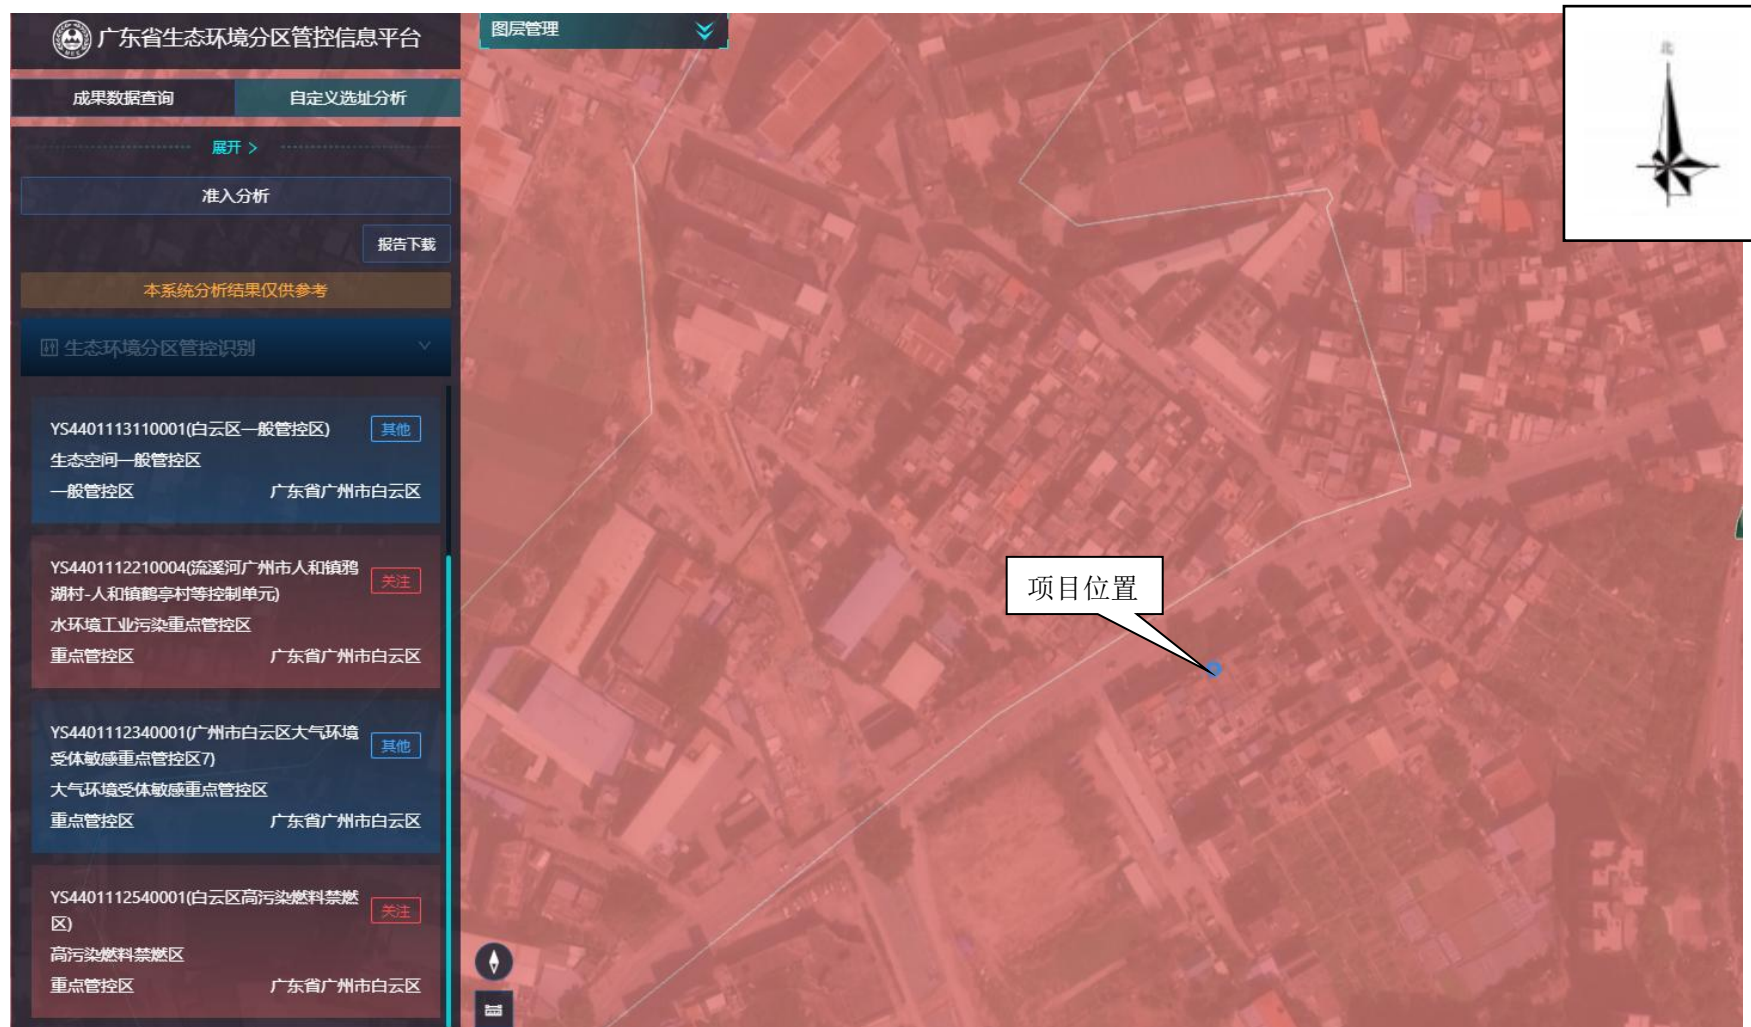 广东省生态环境分区管控信息平台
图层管理
北
成果数据查询 自定义选址分析
展开 >
准入分析
报告下载
本系统分析结果仅供参考
生态环境分区管控识别
YS4401113110001(白云区一般管控区) 其他
生态空间一般管控区
一般管控区 广东省广州市白云区
YS4401112210004(流溪河广州市人和镇鸦
湖村-人和镇鹤亭村等控制单元) 关注
水环境工业污染重点管控区
重点管控区 广东省广州市白云区
YS4401112340001(广州市白云区大气环境
受体敏感重点管控区7) 其他
大气环境受体敏感重点管控区
重点管控区 广东省广州市白云区
YS4401112540001(白云区高污染燃料禁燃
区) 关注
高污染燃料禁燃区
重点管控区 广东省广州市白云区
项目位置